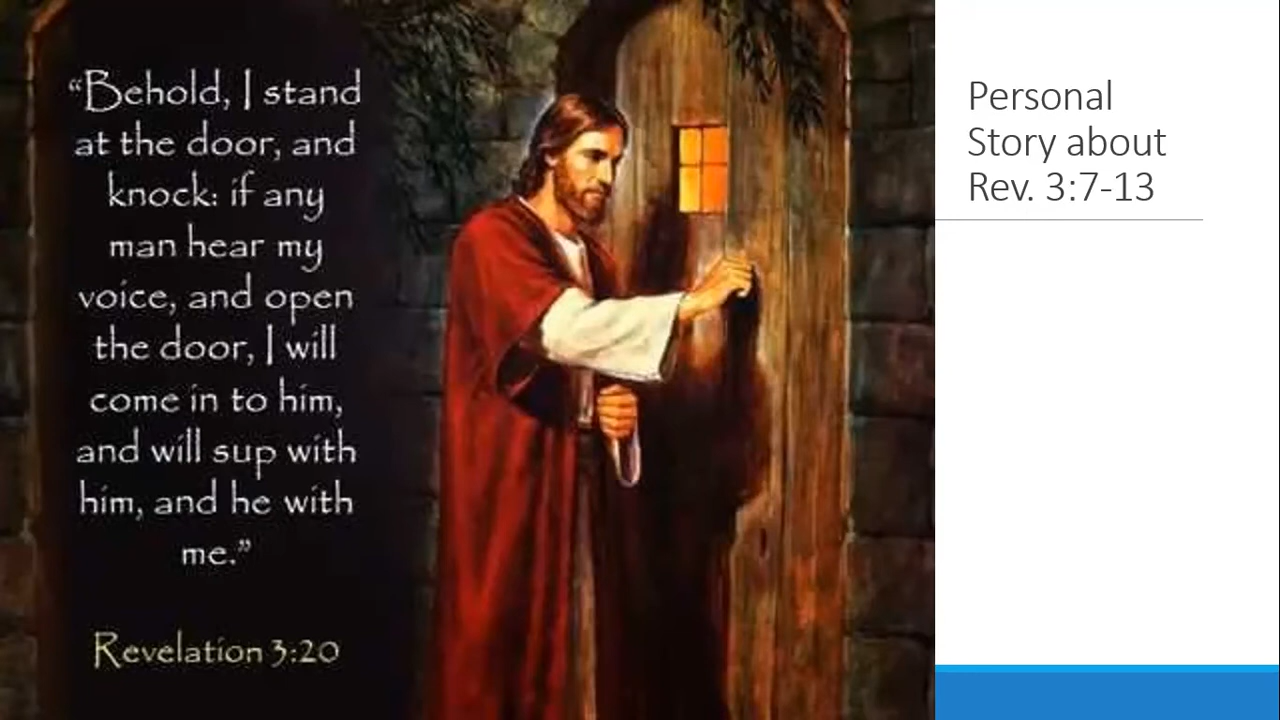 “Behold, I stand
at the door, and
knock: if any
man hear my
voice, and open
the door, I will
come in to him,
and will sup with
him, and he with
me.”
Revelation 3:20
Personal
Story about
Rev. 3:7-13